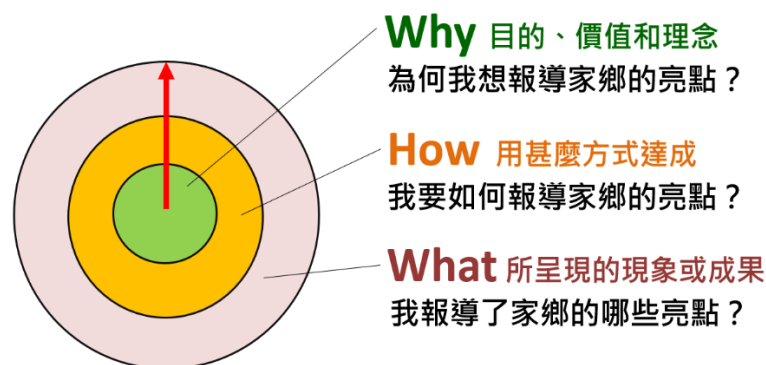 Why 目的、價值和理念
為何我想報導家鄉的亮點？
How 用甚麼方式達成
我要如何報導家鄉的亮點？
What 所呈現的現象或成果
我報導了家鄉的哪些亮點？